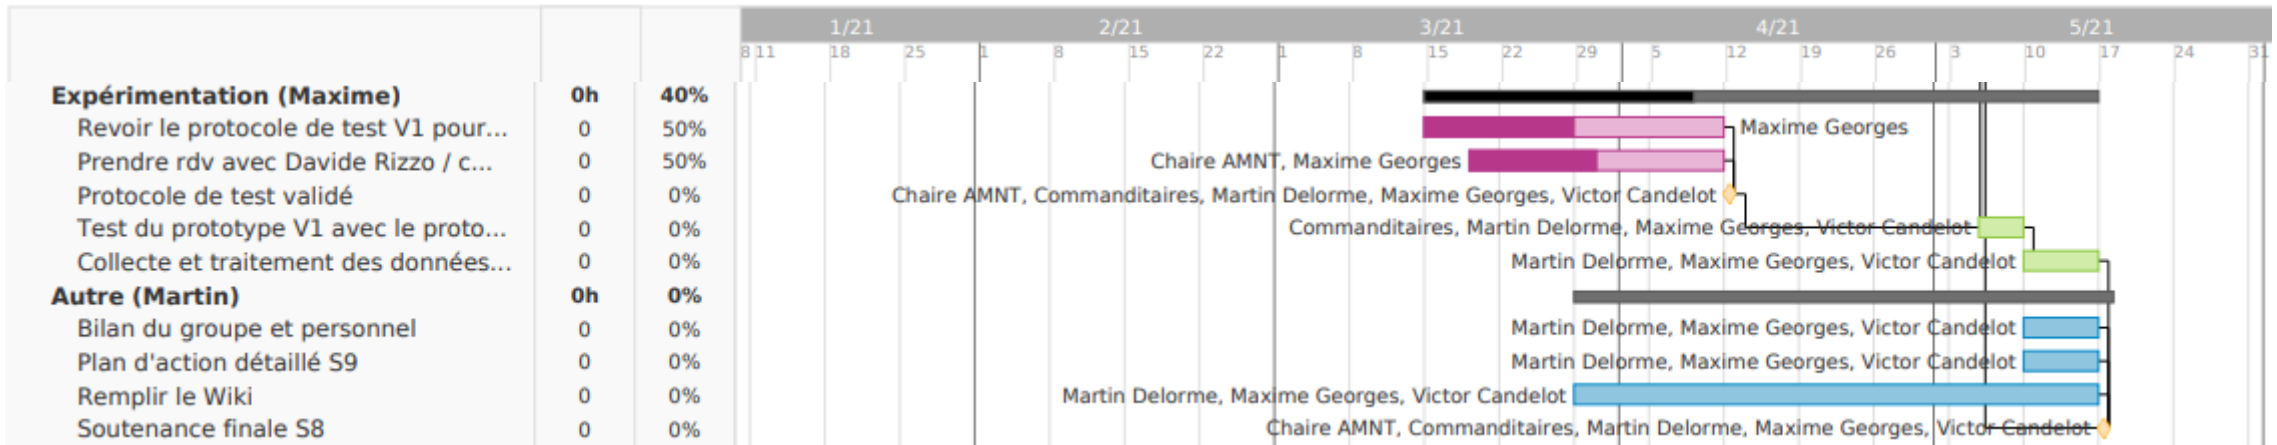 1/21 2/21 3/21 4/21 5/21
8 11 18 25 1 8 15 22 1 8 15 22 29 5 12 19 26 3 10 17 24 31
Expérimentation (Maxime) 0h 40%
Revoir le protocole de test V1 pour... 0 50% Maxime Georges
Prendre rdv avec Davide Rizzo / c... 0 50% Chaire AMNT, Maxime Georges
Protocole de test validé 0 0% Chaire AMNT, Commanditaires, Martin Delorme, Maxime Georges, Victor Candelot
Test du prototype V1 avec le proto... 0 0% Commanditaires, Martin Delorme, Maxime Georges, Victor Candelot
Collecte et traitement des données... 0 0% Martin Delorme, Maxime Georges, Victor Candelot
Autre (Martin) 0h 0%
Bilan du groupe et personnel 0 0% Martin Delorme, Maxime Georges, Victor Candelot
Plan d'action détaillé S9 0 0% Martin Delorme, Maxime Georges, Victor Candelot
Remplir le Wiki 0 0% Martin Delorme, Maxime Georges, Victor Candelot
Soutenance finale S8 0 0% Chaire AMNT, Commanditaires, Martin Delorme, Maxime Georges, Victor Candelot